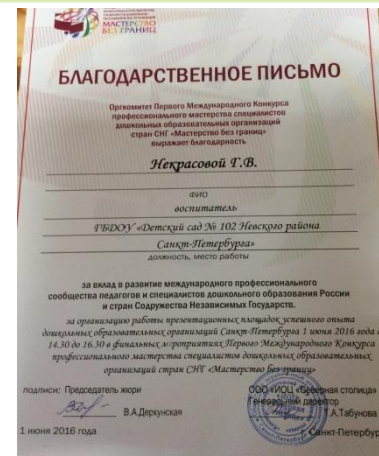 МАСТЕРСТВО
БЕЗ ГРАНИЦ
БЛАГОДАРСТВЕННОЕ ПИСЬМО
Оргкомитет Первого Международного Конкурса
профессионального мастерства специалистов
дошкольных образовательных организаций
стран СНГ «Мастерство без границ»
выражает благодарность
Некрасовой Г.В.
ФИО
воспитатель
ГБДОУ «Детский сад № 102 Невского района
Санкт-Петербурга»
должность, место работы
за вклад в развитие международного профессионального
сообщества педагогов и специалистов дошкольного образования России
и стран Содружества Независимых Государств.
за организацию работы презентационных площадок успешного опыта
дошкольных образовательных организаций Санкт-Петербурга 1 июня 2016 года с
14.30 до 16.30 в финальных мероприятиях Первого Международного Конкурса
профессионального мастерства специалистов дошкольных образовательных
организаций стран СНГ «Мастерство без границ»
подписи: Председатель жюри
В.А.Деркунская
ООО «ИОЦ «Северная столица»
Генеральный директор
Т.А.Табунова
1 июня 2016 года
г. Санкт-Петербург